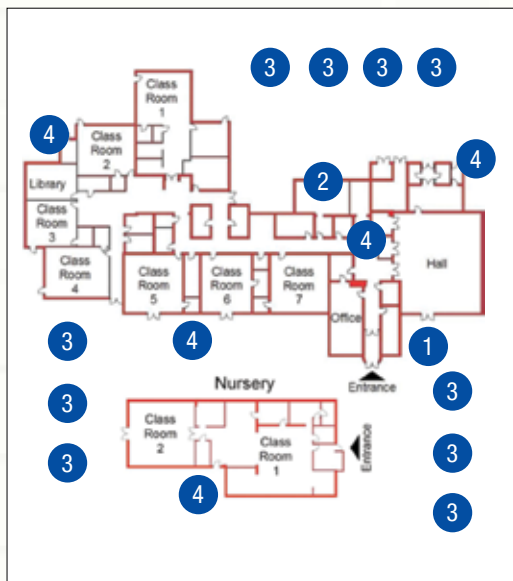 3 3 3 3
Class
Room
1
4
Class
Room
2
4
Library
2
Class
Room
3
4
Hall
Class
Room
4
Class
Room
5
Class
Room
6
Class
Room
7
Office
3
4
1
Entrance
Nursery
3
3
Class
Room
2
Class
Room
1
Entrance
3
3
4
3